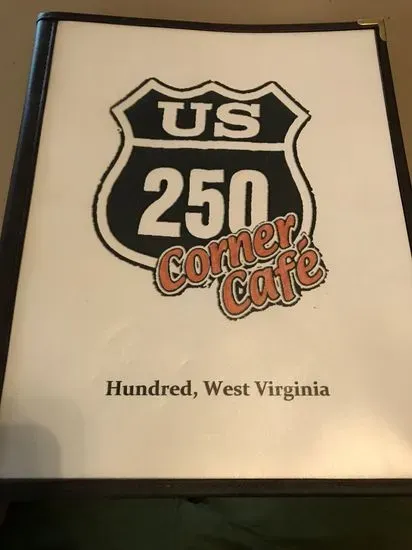 US
250
Corner
Café
Hundred, West Virginia